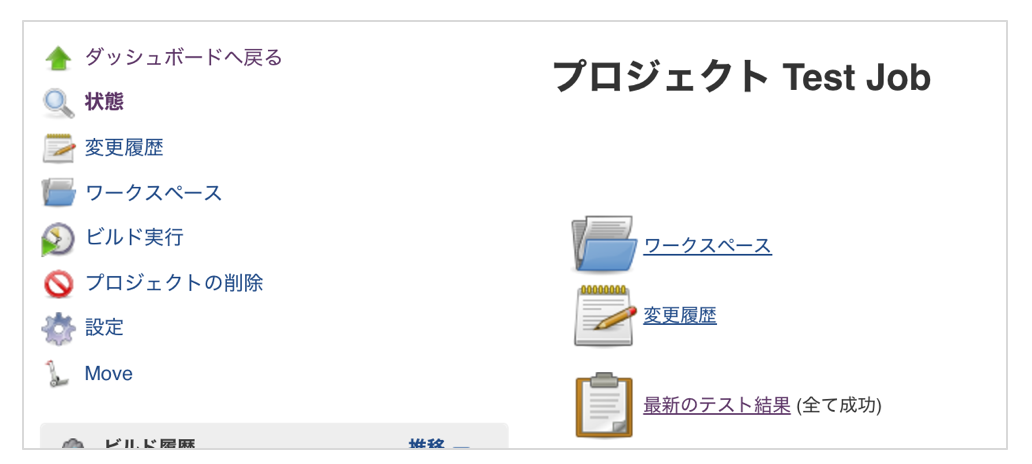 ダッシュボードへ戻る
状態
変更履歴
ワークスペース
ビルド実行
プロジェクトの削除
設定
Move
ビルド履歴 推移
プロジェクト Test Job
ワークスペース
変更履歴
最新のテスト結果 (全て成功)